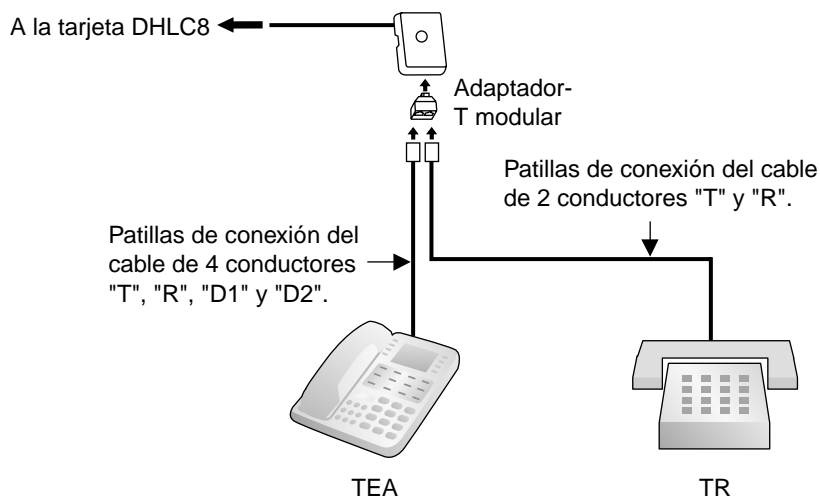 A la tarjeta DHLC8
Adaptador-
T modular
Patillas de conexión del cable
de 2 conductores "T" y "R".
Patillas de conexión del
cable de 4 conductores
"T", "R", "D1" y "D2".
TEA
TR